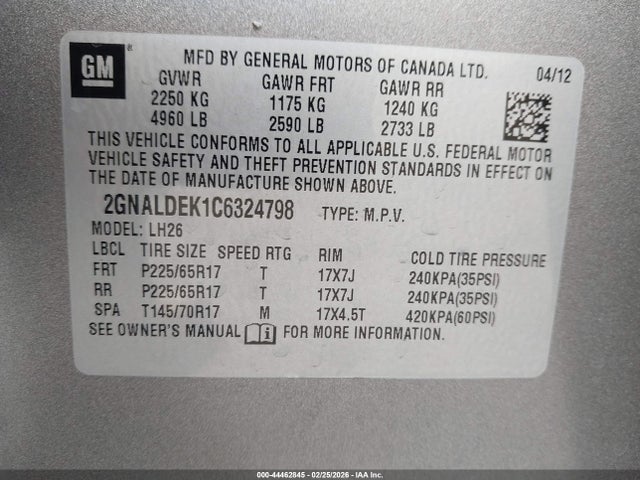 GM ®
MFD BY GENERAL MOTORS OF CANADA LTD. 04/12
GVWR GAWR FRT GAWR RR
2250 KG 1175 KG 1240 KG
4960 LB 2590 LB 2733 LB
THIS VEHICLE CONFORMS TO ALL APPLICABLE U.S. FEDERAL MOTOR
VEHICLE SAFETY AND THEFT PREVENTION STANDARDS IN EFFECT ON
THE DATE OF MANUFACTURE SHOWN ABOVE.
2GNALDEK1C6324798 TYPE: M.P.V.
MODEL: LH26
LBCL TIRE SIZE SPEED RTG RIM COLD TIRE PRESSURE
FRT P225/65R17 T 17X7J 240KPA(35PSI)
RR P225/65R17 T 17X7J 240KPA(35PSI)
SPA T145/70R17 M 17X4.5T 420KPA(60PSI)
SEE OWNER'S MANUAL i FOR MORE INFORMATION.
000-44462845 - 02/25/2026 - IAA Inc.